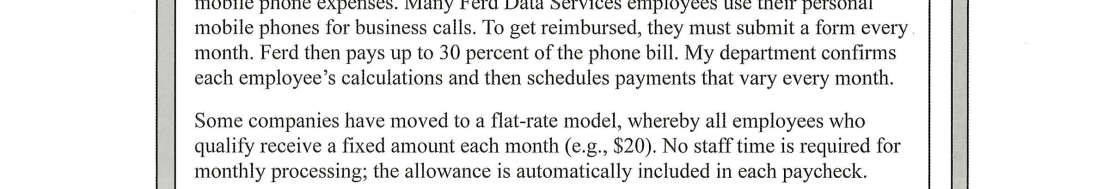 mobile phone expenses. Many Ferd Data Services employees use their personal
mobile phones for business calls. To get reimbursed, they must submit a form every
month. Ferd then pays up to 30 percent of the phone bill. My department confirms
each employee's calculations and then schedules payments that vary every month.
Some companies have moved to a flat-rate model, whereby all employees who
qualify receive a fixed amount each month (e.g., $20). No staff time is required for
monthly processing; the allowance is automatically included in each paycheck.